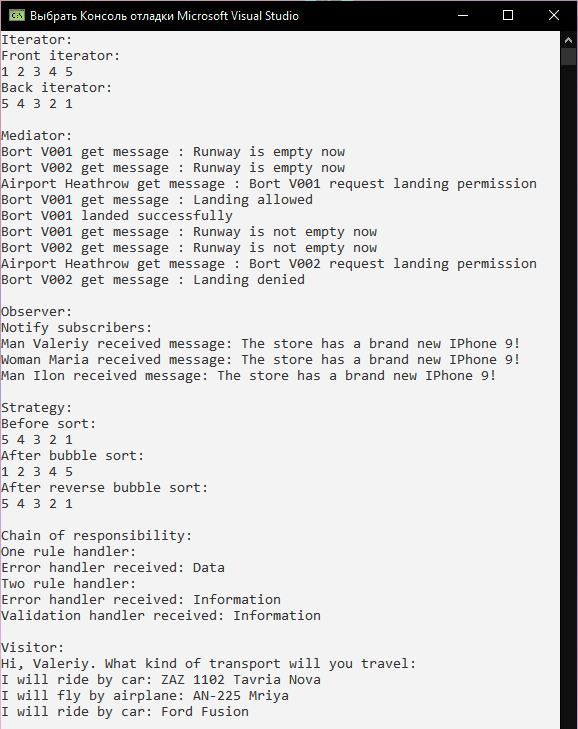 Выбрать Консоль отладки Microsoft Visual Studio
Iterator:
Front iterator:
1 2 3 4 5
Back iterator:
5 4 3 2 1
Mediator:
Bort V001 get message : Runway is empty now
Bort V002 get message : Runway is empty now
Airport Heathrow get message : Bort V001 request landing permission
Bort V001 get message : Landing allowed
Bort V001 landed successfully
Bort V001 get message : Runway is not empty now
Bort V002 get message : Runway is not empty now
Airport Heathrow get message : Bort V002 request landing permission
Bort V002 get message : Landing denied
Observer:
Notify subscribers:
Man Valeriy received message: The store has a brand new IPhone 9!
Woman Maria received message: The store has a brand new IPhone 9!
Man Ilon received message: The store has a brand new IPhone 9!
Strategy:
Before sort:
5 4 3 2 1
After bubble sort:
1 2 3 4 5
After reverse bubble sort:
5 4 3 2 1
Chain of responsibility:
One rule handler:
Error handler received: Data
Two rule handler:
Error handler received: Information
Validation handler received: Information
Visitor:
Hi, Valeriy. What kind of transport will you travel:
I will ride by car: ZAZ 1102 Tavria Nova
I will fly by airplane: AN-225 Mriya
I will ride by car: Ford Fusion